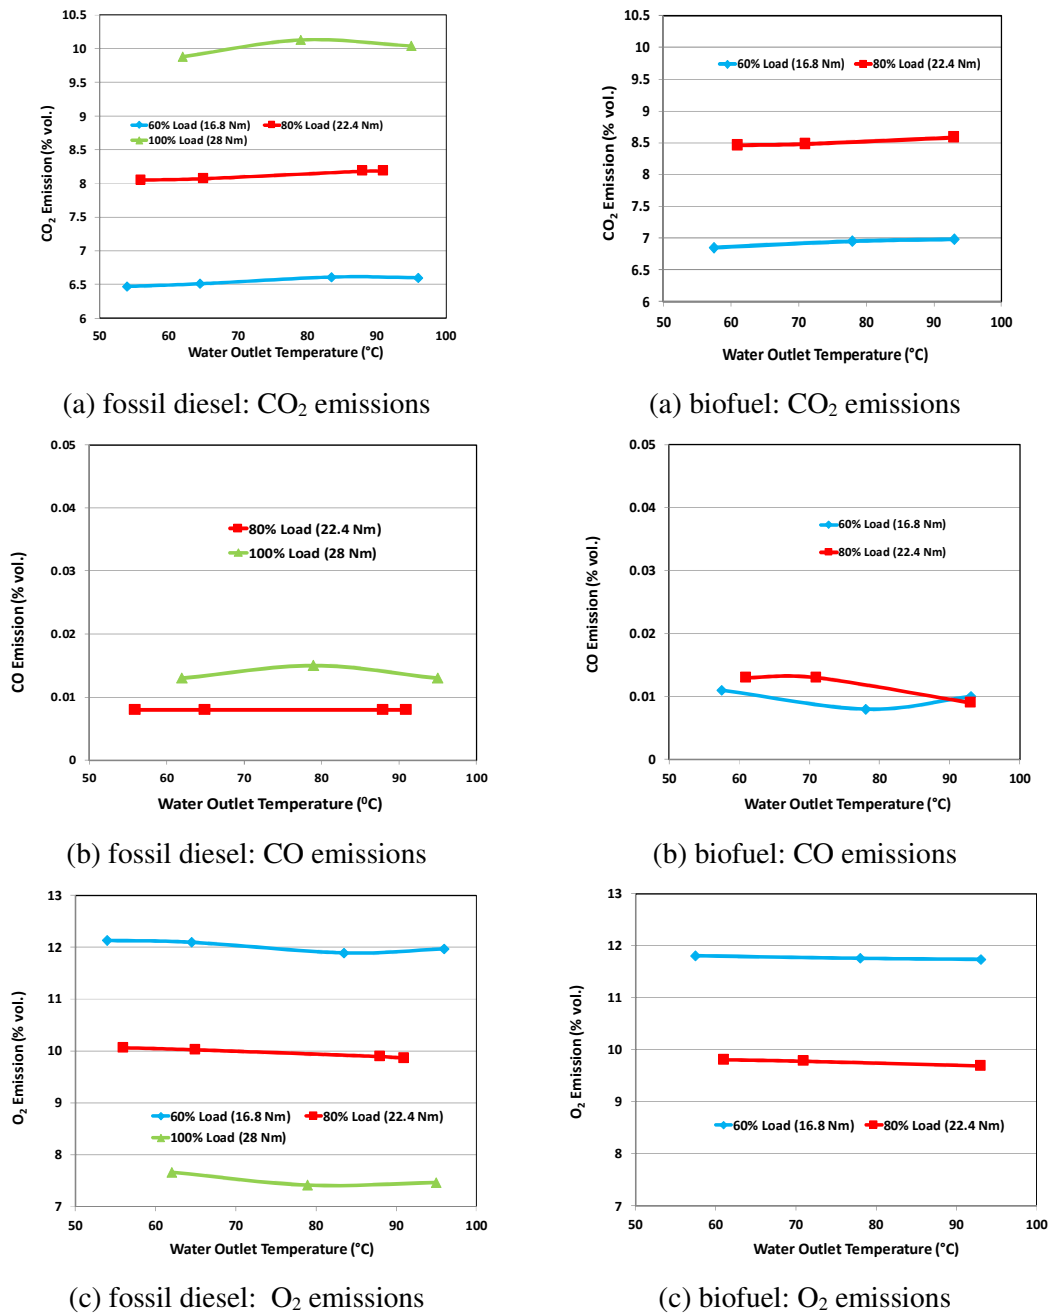 10.5
10
9.5
9
8.5
8
7.5
7
6.5
6
CO₂ Emission (% vol.)
60% Load (16.8 Nm) 80% Load (22.4 Nm)
100% Load (28 Nm)
50 60 70 80 90 100
Water Outlet Temperature (°C)
(a) fossil diesel: CO₂ emissions
10.5
10
9.5
9
8.5
8
7.5
7
6.5
6
CO₂ Emission (% vol.)
60% Load (16.8 Nm) 80% Load (22.4 Nm)
50 60 70 80 90 100
Water Outlet Temperature (°C)
(a) biofuel: CO₂ emissions
0.05
0.04
0.03
0.02
0.01
0
CO Emission (% vol.)
80% Load (22.4 Nm)
100% Load (28 Nm)
50 60 70 80 90 100
Water Outlet Temperature (⁰C)
(b) fossil diesel: CO emissions
0.05
0.04
0.03
0.02
0.01
0
CO Emission (% vol.)
60% Load (16.8 Nm)
80% Load (22.4 Nm)
50 60 70 80 90 100
Water Outlet Temperature (°C)
(b) biofuel: CO emissions
13
12
11
10
9
8
7
O₂ Emission (% vol.)
60% Load (16.8 Nm) 80% Load (22.4 Nm)
100% Load (28 Nm)
50 60 70 80 90 100
Water Outlet Temperature (°C)
(c) fossil diesel: O₂ emissions
13
12
11
10
9
8
7
O₂ Emission (% vol.)
60% Load (16.8 Nm) 80% Load (22.4 Nm)
50 60 70 80 90 100
Water Outlet Temperature (°C)
(c) biofuel: O₂ emissions